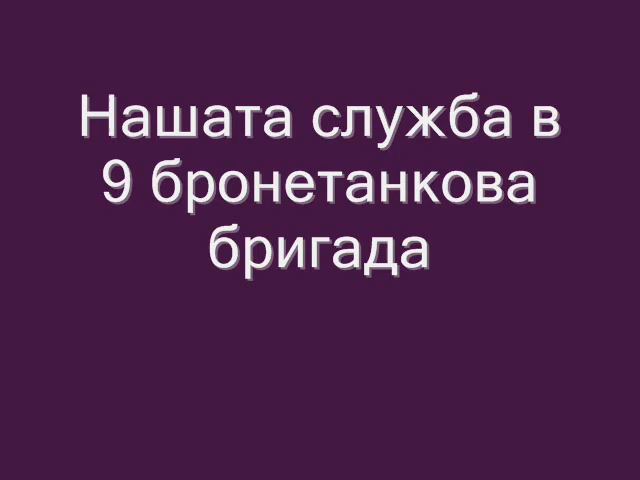 Нашата служба в
9 бронетанкова
бригада